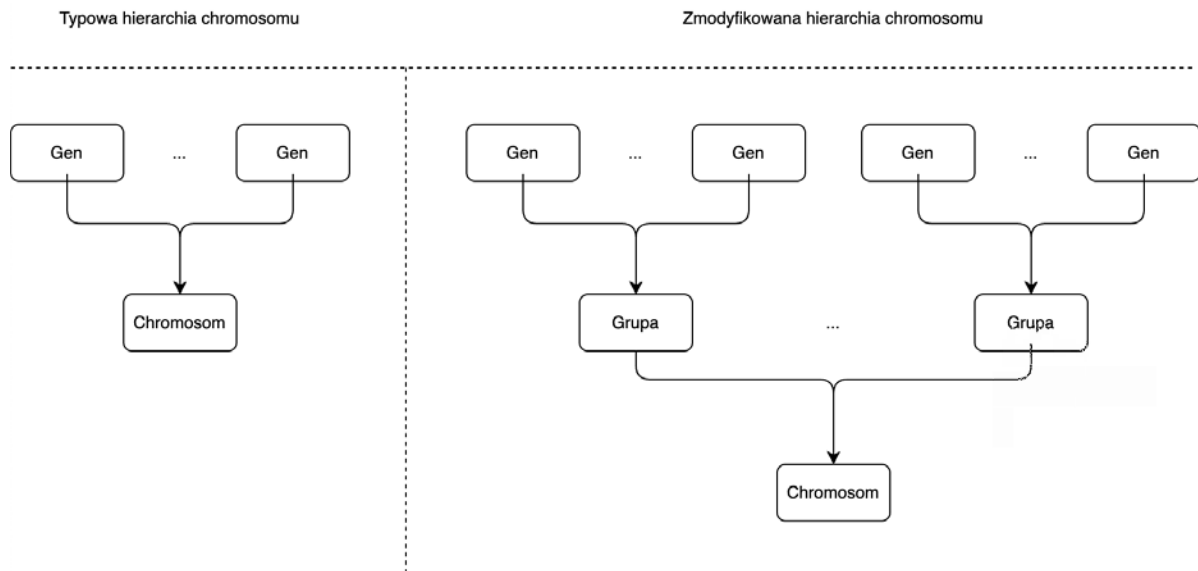 Typowa hierarchia chromosomu
Zmodyfikowana hierarchia chromosomu
Gen ... Gen
Gen ... Gen
Gen ... Gen
Chromosom
Grupa ... Grupa
Chromosom